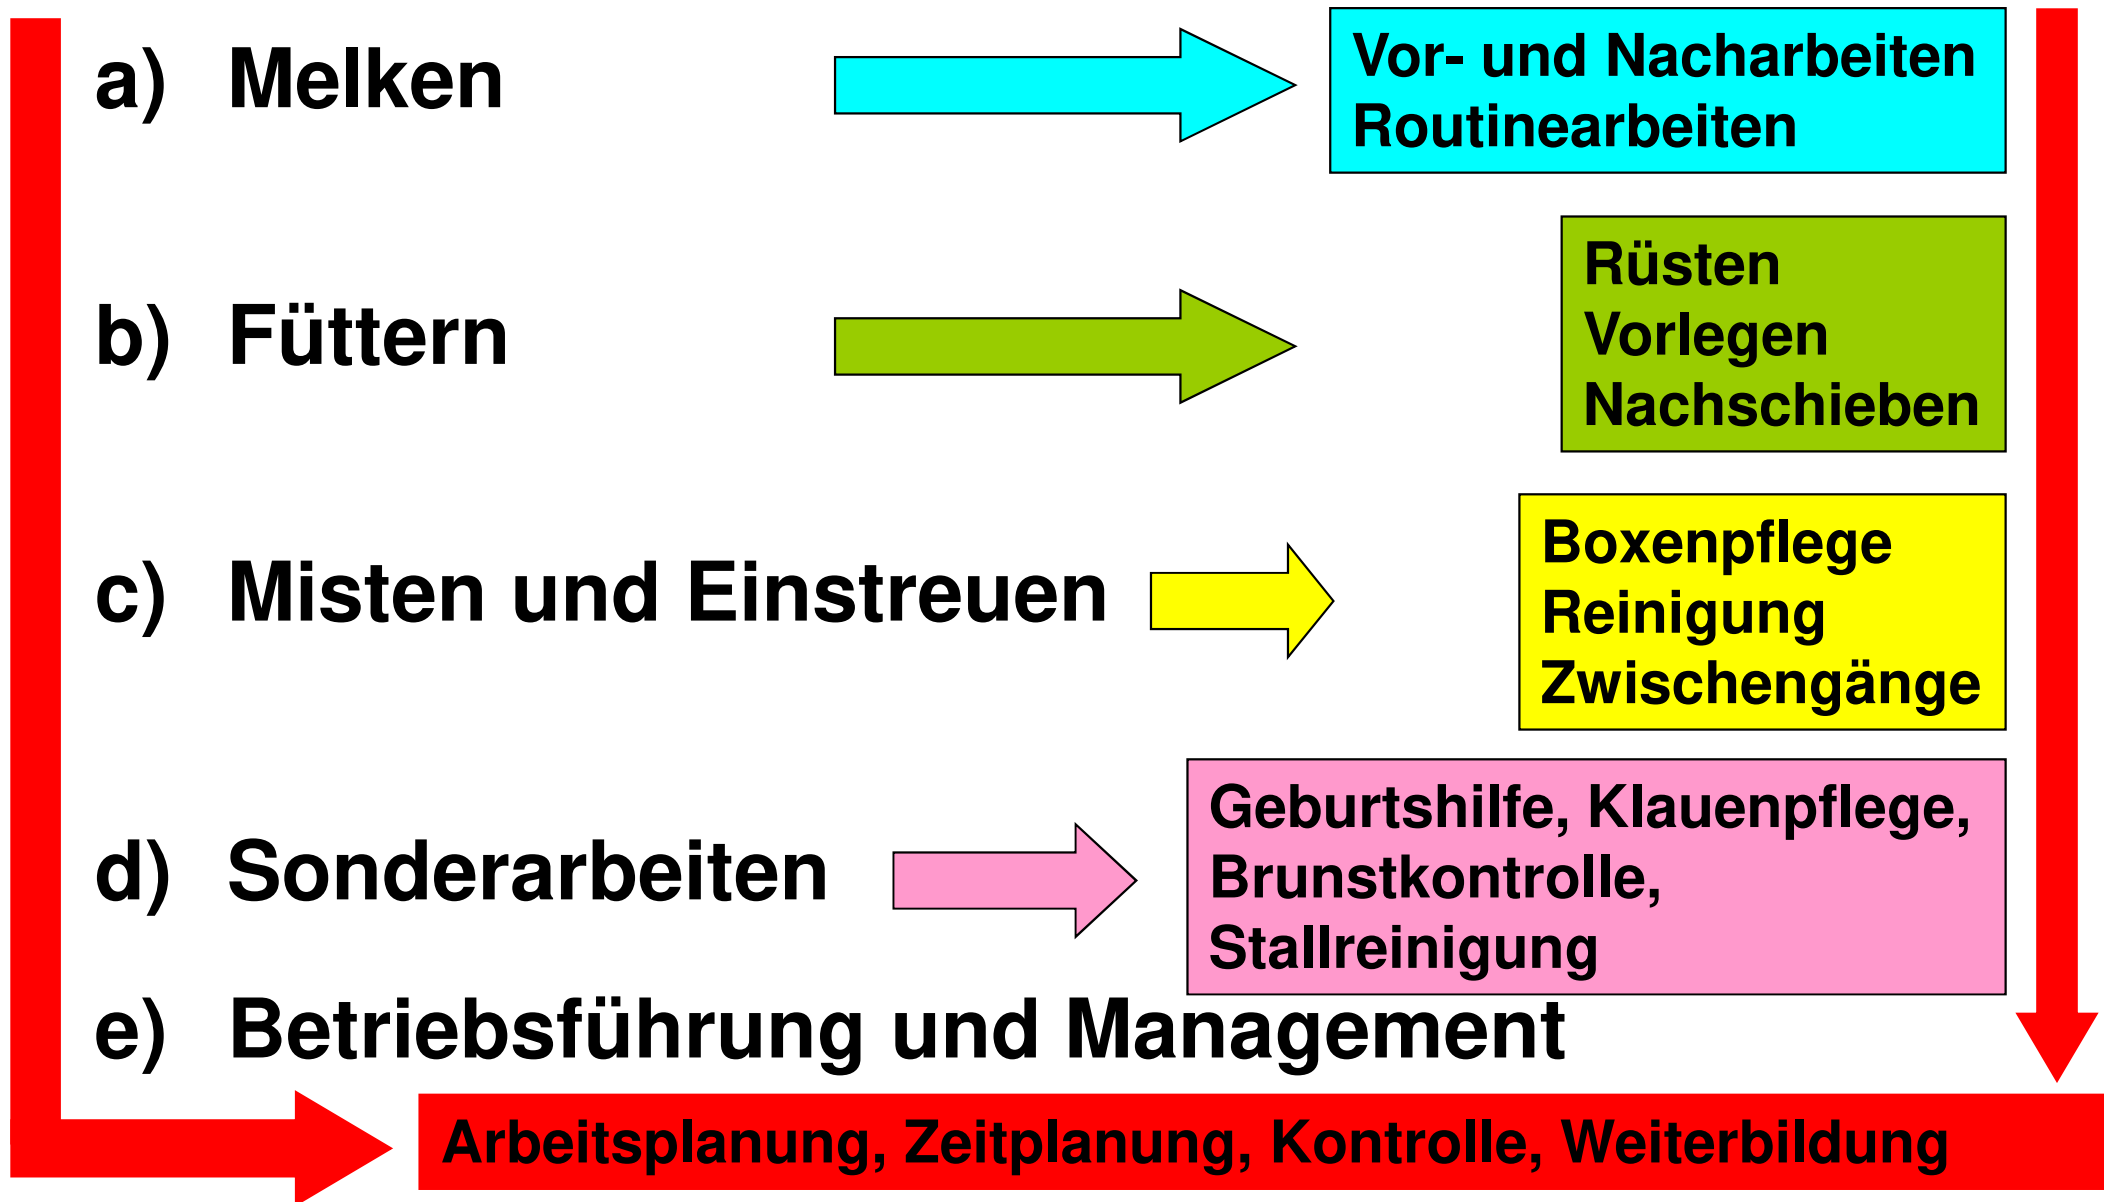 a) Melken
Vor- und Nacharbeiten
Routinearbeiten
b) Füttern
Rüsten
Vorlegen
Nachschieben
c) Misten und Einstreuen
Boxenpflege
Reinigung
Zwischengänge
d) Sonderarbeiten
Geburtshilfe, Klauenpflege,
Brunstkontrolle,
Stallreinigung
e) Betriebsführung und Management
Arbeitsplanung, Zeitplanung, Kontrolle, Weiterbildung